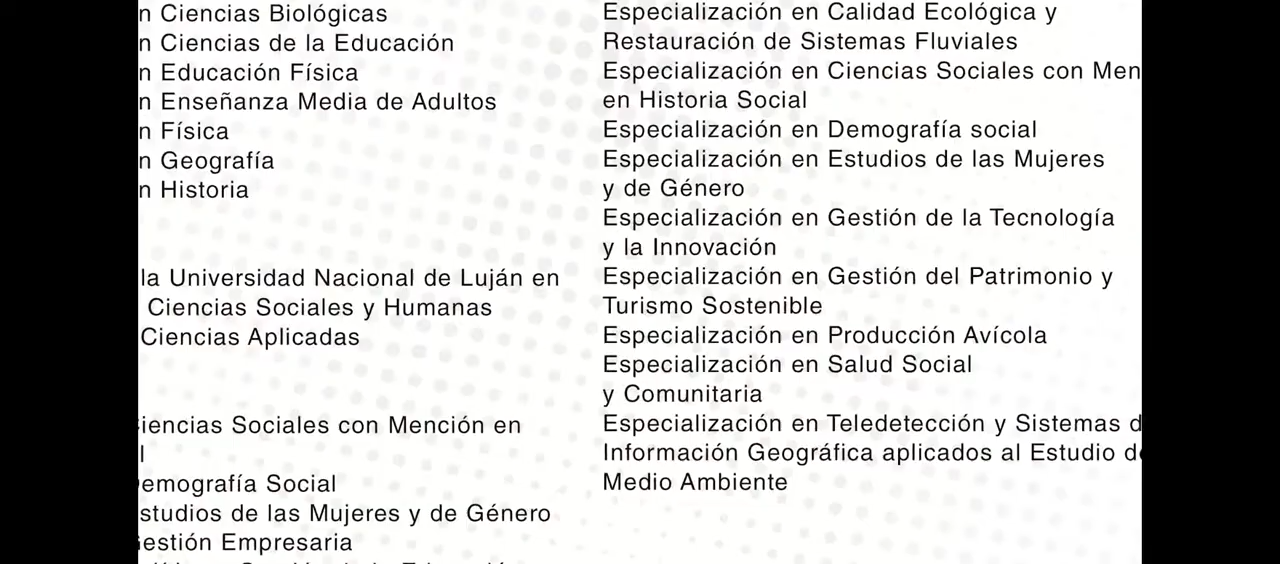 n Ciencias Biológicas
n Ciencias de la Educación
n Educación Física
n Enseñanza Media de Adultos
n Física
n Geografía
n Historia
la Universidad Nacional de Luján en
Ciencias Sociales y Humanas
Ciencias Aplicadas
iencias Sociales con Mención en
l
emografía Social
studios de las Mujeres y de Género
estión Empresaria
Especialización en Calidad Ecológica y
Restauración de Sistemas Fluviales
Especialización en Ciencias Sociales con Men
en Historia Social
Especialización en Demografía social
Especialización en Estudios de las Mujeres
y de Género
Especialización en Gestión de la Tecnología
y la Innovación
Especialización en Gestión del Patrimonio y
Turismo Sostenible
Especialización en Producción Avícola
Especialización en Salud Social
y Comunitaria
Especialización en Teledetección y Sistemas d
Información Geográfica aplicados al Estudio d
Medio Ambiente